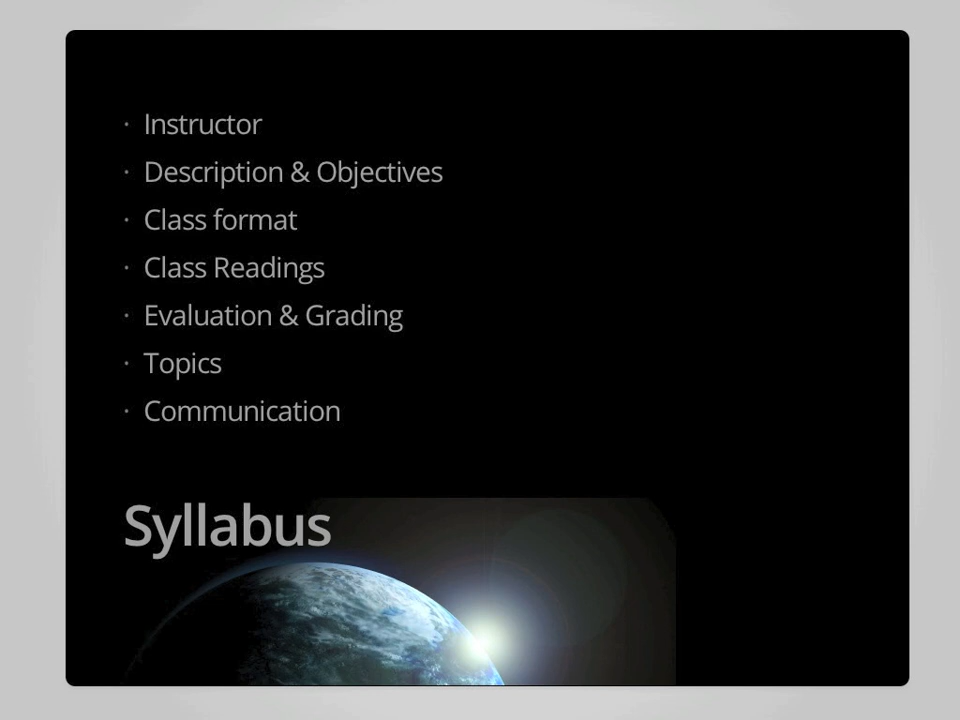 · Instructor
· Description & Objectives
· Class format
· Class Readings
· Evaluation & Grading
· Topics
· Communication
Syllabus